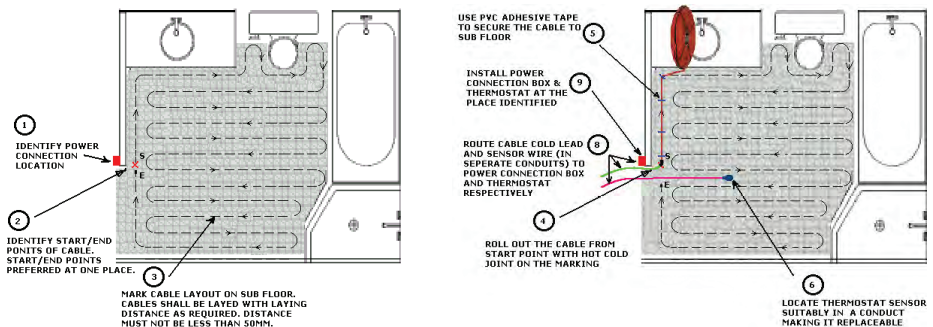 1
IDENTIFY POWER
CONNECTION
LOCATION
S
E
2
IDENTIFY START/END
PONITS OF CABLE.
START/END POINTS
PREFERRED AT ONE PLACE.
3
MARK CABLE LAYOUT ON SUB FLOOR.
CABLES SHALL BE LAYED WITH LAYING
DISTANCE AS REQUIRED. DISTANCE
MUST NOT BE LESS THAN 50MM.
USE PVC ADHESIVE TAPE
TO SECURE THE CABLE TO
SUB FLOOR
5
9
INSTALL POWER
CONNECTION BOX &
THERMOSTAT AT THE
PLACE IDENTIFIED
8
ROUTE CABLE COLD LEAD
AND SENSOR WIRE (IN
SEPERATE CONDUITS) TO
POWER CONNECTION BOX
AND THERMOSTAT
RESPECTIVELY
S
E
4
ROLL OUT THE CABLE FROM
START POINT WITH HOT COLD
JOINT ON THE MARKING
6
LOCATE THERMOSTAT SENSOR
SUITABLY IN A CONDUCT
MAKING IT REPLACEABLE